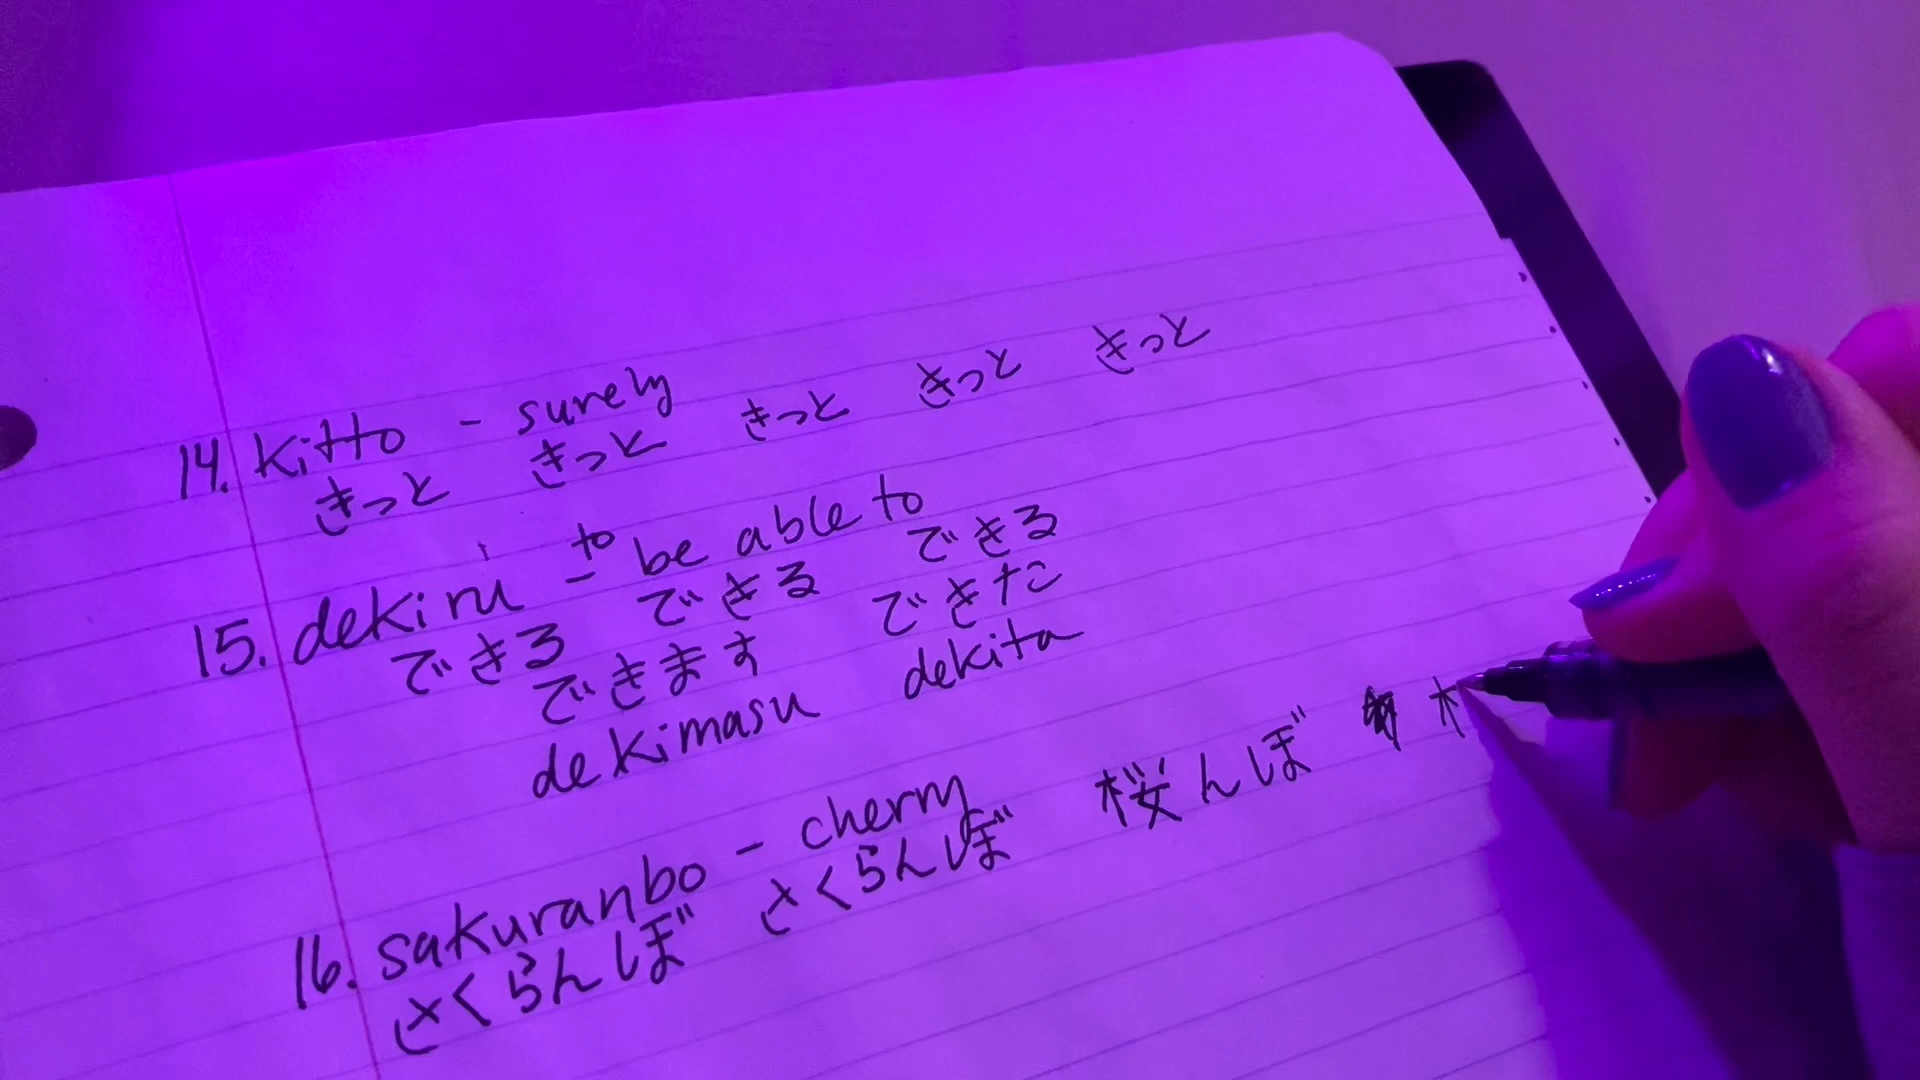 14. kitto - surely
きっと きっと きっと きっと きっと
15. dekiru - to be able to
できる できる できる
できます できた
dekimasu dekita
16. sakuranbo - cherry
さくらんぼ さくらんぼ 桜んぼ 木